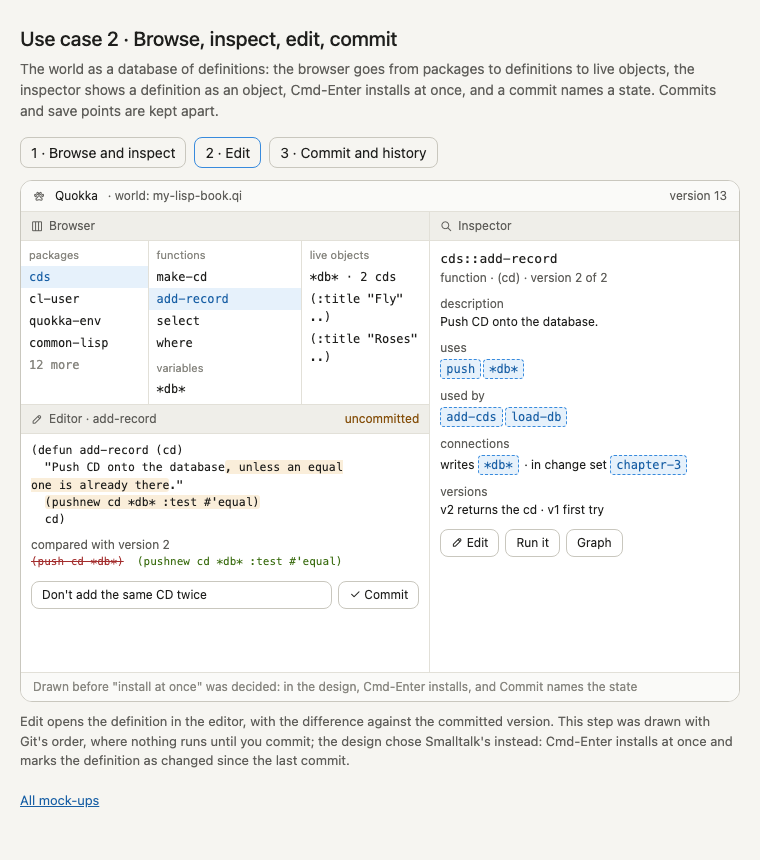 Use case 2 · Browse, inspect, edit, commit
The world as a database of definitions: the browser goes from packages to definitions to live objects, the
inspector shows a definition as an object, Cmd-Enter installs at once, and a commit names a state. Commits
and save points are kept apart.
1 · Browse and inspect
2 · Edit
3 · Commit and history
Quokka · world: my-lisp-book.qi
version 13
Browser
packages
cds
cl-user
quokka-env
common-lisp
12 more
functions
make-cd
add-record
select
where
variables
*db*
live objects
*db* · 2 cds
(:title "Fly"
..)
(:title "Roses"
..)
Editor · add-record
uncommitted
(defun add-record (cd)
"Push CD onto the database, unless an equal
one is already there."
(pushnew cd *db* :test #'equal)
cd)
compared with version 2
(push cd *db*) (pushnew cd *db* :test #'equal)
Don't add the same CD twice
Commit
Inspector
cds::add-record
function · (cd) · version 2 of 2
description
Push CD onto the database.
uses
push *db*
used by
add-cds load-db
connections
writes *db* · in change set chapter-3
versions
v2 returns the cd · v1 first try
Edit
Run it
Graph
Drawn before "install at once" was decided: in the design, Cmd-Enter installs, and Commit names the state
Edit opens the definition in the editor, with the difference against the committed version. This step was drawn with
Git's order, where nothing runs until you commit; the design chose Smalltalk's instead: Cmd-Enter installs at once and
marks the definition as changed since the last commit.
All mock-ups